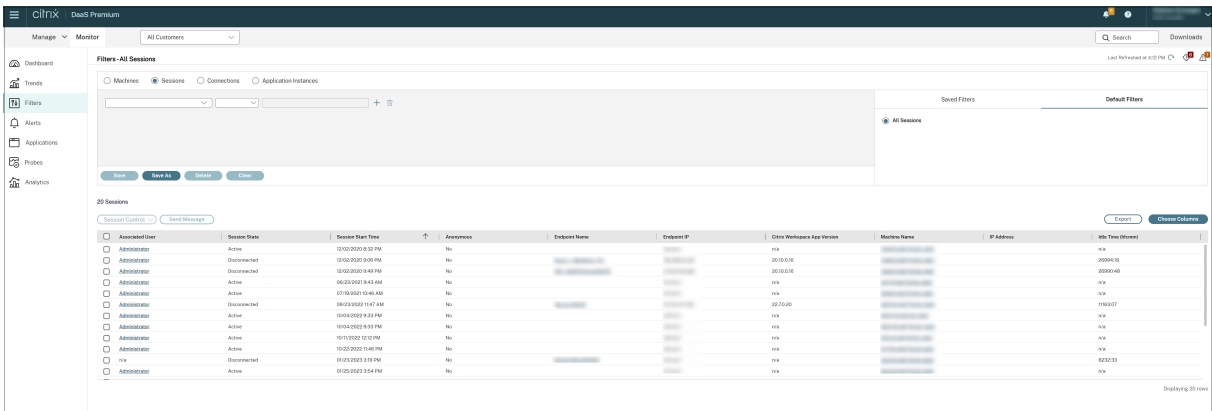 citrix DaaS Premium
Manage Monitor All Customers Search Downloads
Dashboard
Trends
Filters
Alerts
Applications
Probes
Analytics
Filters - All Sessions
Last Refreshed at 4:12 PM
Machines Sessions Connections Application Instances
Saved Filters Default Filters
All Sessions
Save Save As Delete Clear
20 Sessions
Session Control Send Message Export Choose Columns
Associated User Session State Session Start Time Anonymous Endpoint Name Endpoint IP Citrix Workspace App Version Machine Name IP Address Idle Time (hh:mm)
Administrator Active 12/02/2020 8:32 PM No n/a n/a
Administrator Disconnected 12/02/2020 9:06 PM No 20.10.0.16 26994:18
Administrator Disconnected 12/02/2020 9:49 PM No 20.10.0.16 26990:48
Administrator Active 06/23/2021 9:43 AM No n/a n/a
Administrator Active 07/19/2021 10:46 AM No n/a n/a
Administrator Disconnected 09/23/2022 11:47 AM No 22.7.0.20 11163:07
Administrator Active 10/04/2022 9:33 PM No n/a n/a
Administrator Active 10/04/2022 9:33 PM No n/a n/a
Administrator Active 10/11/2022 12:12 PM No n/a n/a
Administrator Active 10/22/2022 11:46 PM No n/a n/a
n/a Disconnected 01/23/2023 3:19 PM No n/a 8232:33
Administrator Active 01/25/2023 3:54 PM No n/a n/a
Displaying 20 rows